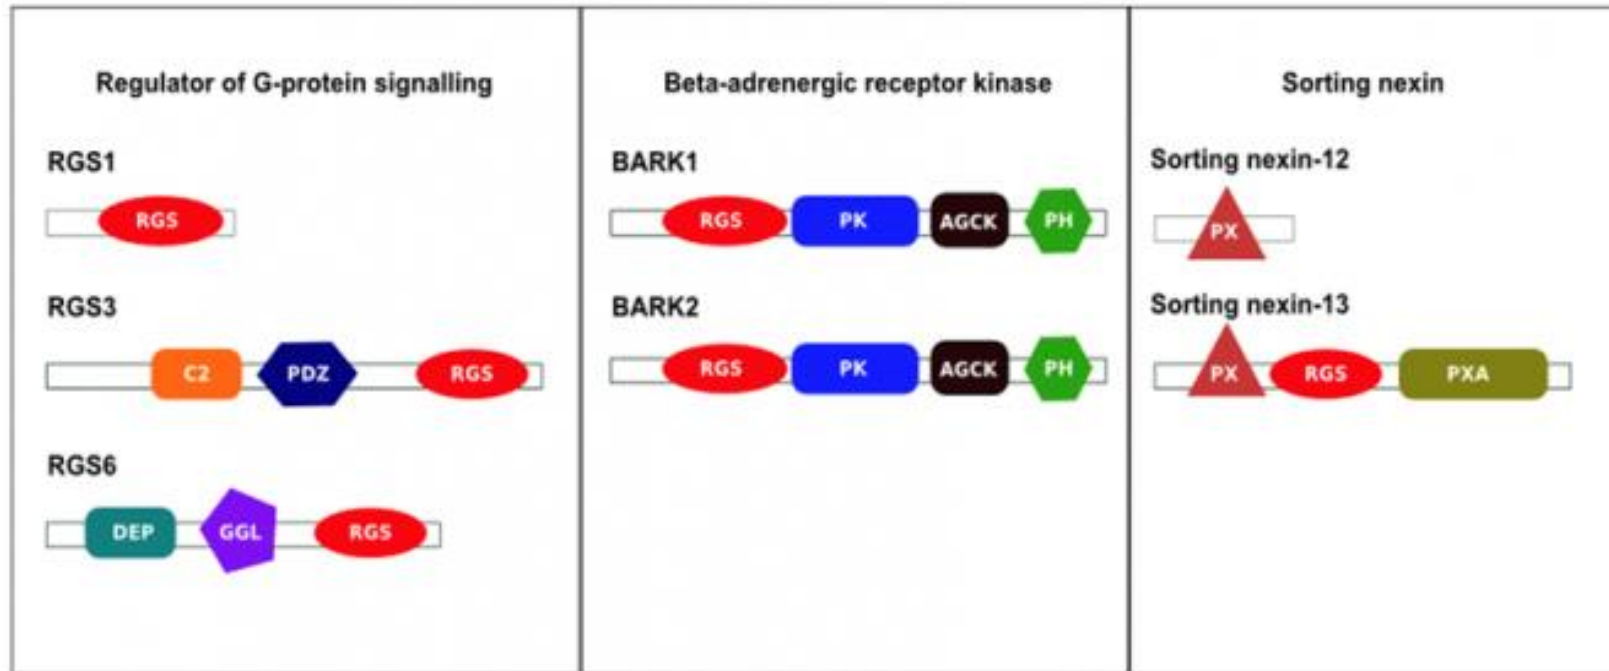 Regulator of G-protein signalling
RGS1
RGS
RGS3
C2 PDZ RGS
RGS6
DEP GGL RGS
Beta-adrenergic receptor kinase
BARK1
RGS PK AGCK PH
BARK2
RGS PK AGCK PH
Sorting nexin
Sorting nexin-12
PX
Sorting nexin-13
PX RGS PXA